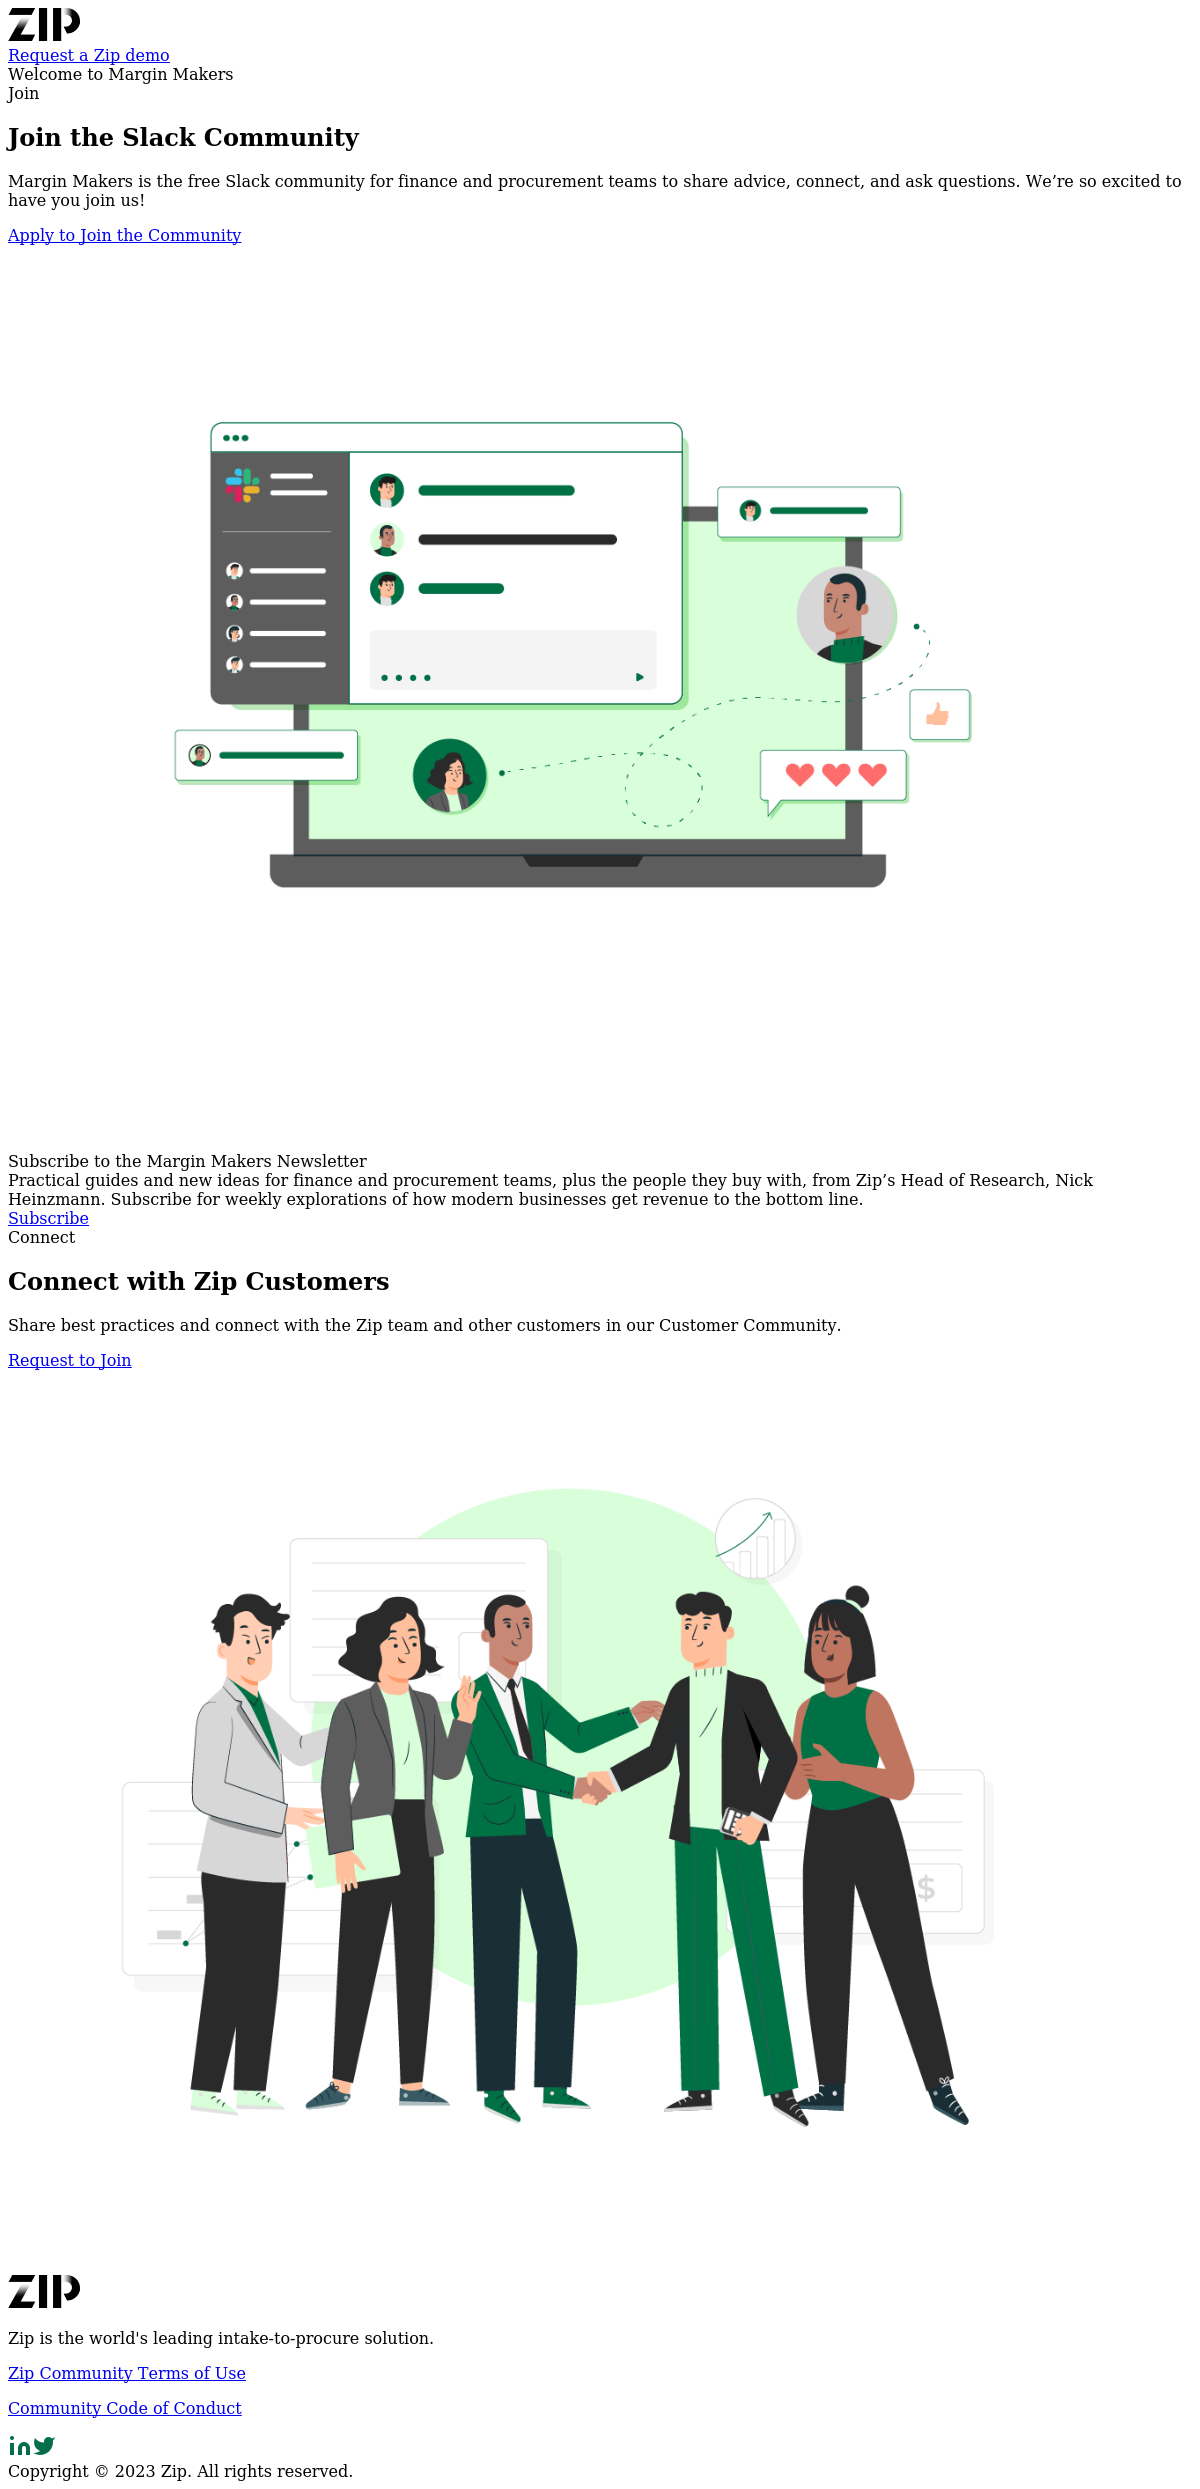 ZIP
Request a Zip demo
Welcome to Margin Makers
Join
Join the Slack Community
Margin Makers is the free Slack community for finance and procurement teams to share advice, connect, and ask questions. We’re so excited to
have you join us!
Apply to Join the Community
Subscribe to the Margin Makers Newsletter
Practical guides and new ideas for finance and procurement teams, plus the people they buy with, from Zip’s Head of Research, Nick
Heinzmann. Subscribe for weekly explorations of how modern businesses get revenue to the bottom line.
Subscribe
Connect
Connect with Zip Customers
Share best practices and connect with the Zip team and other customers in our Customer Community.
Request to Join
$
ZIP
Zip is the world's leading intake-to-procure solution.
Zip Community Terms of Use
Community Code of Conduct
in
Copyright © 2023 Zip. All rights reserved.